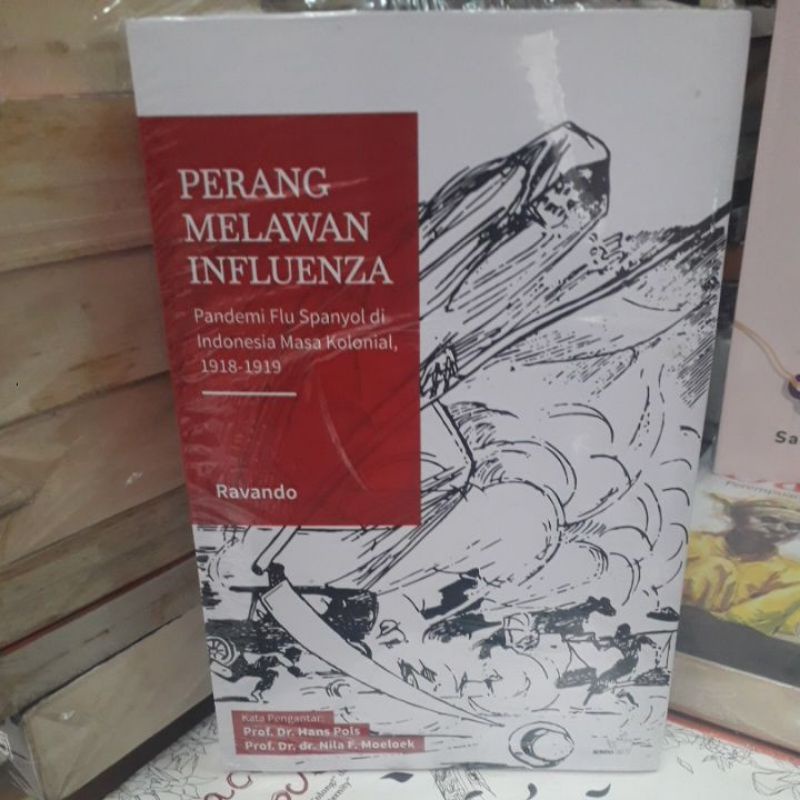 PERANG
MELAWAN
INFLUENZA
Pandemi Flu Spanyol di
Indonesia Masa Kolonial,
1918-1919
Ravando
Kata Pengantar:
Prof. Dr. Hans Pols
Prof. Dr. dr. Nila F. Moeloek
Sa